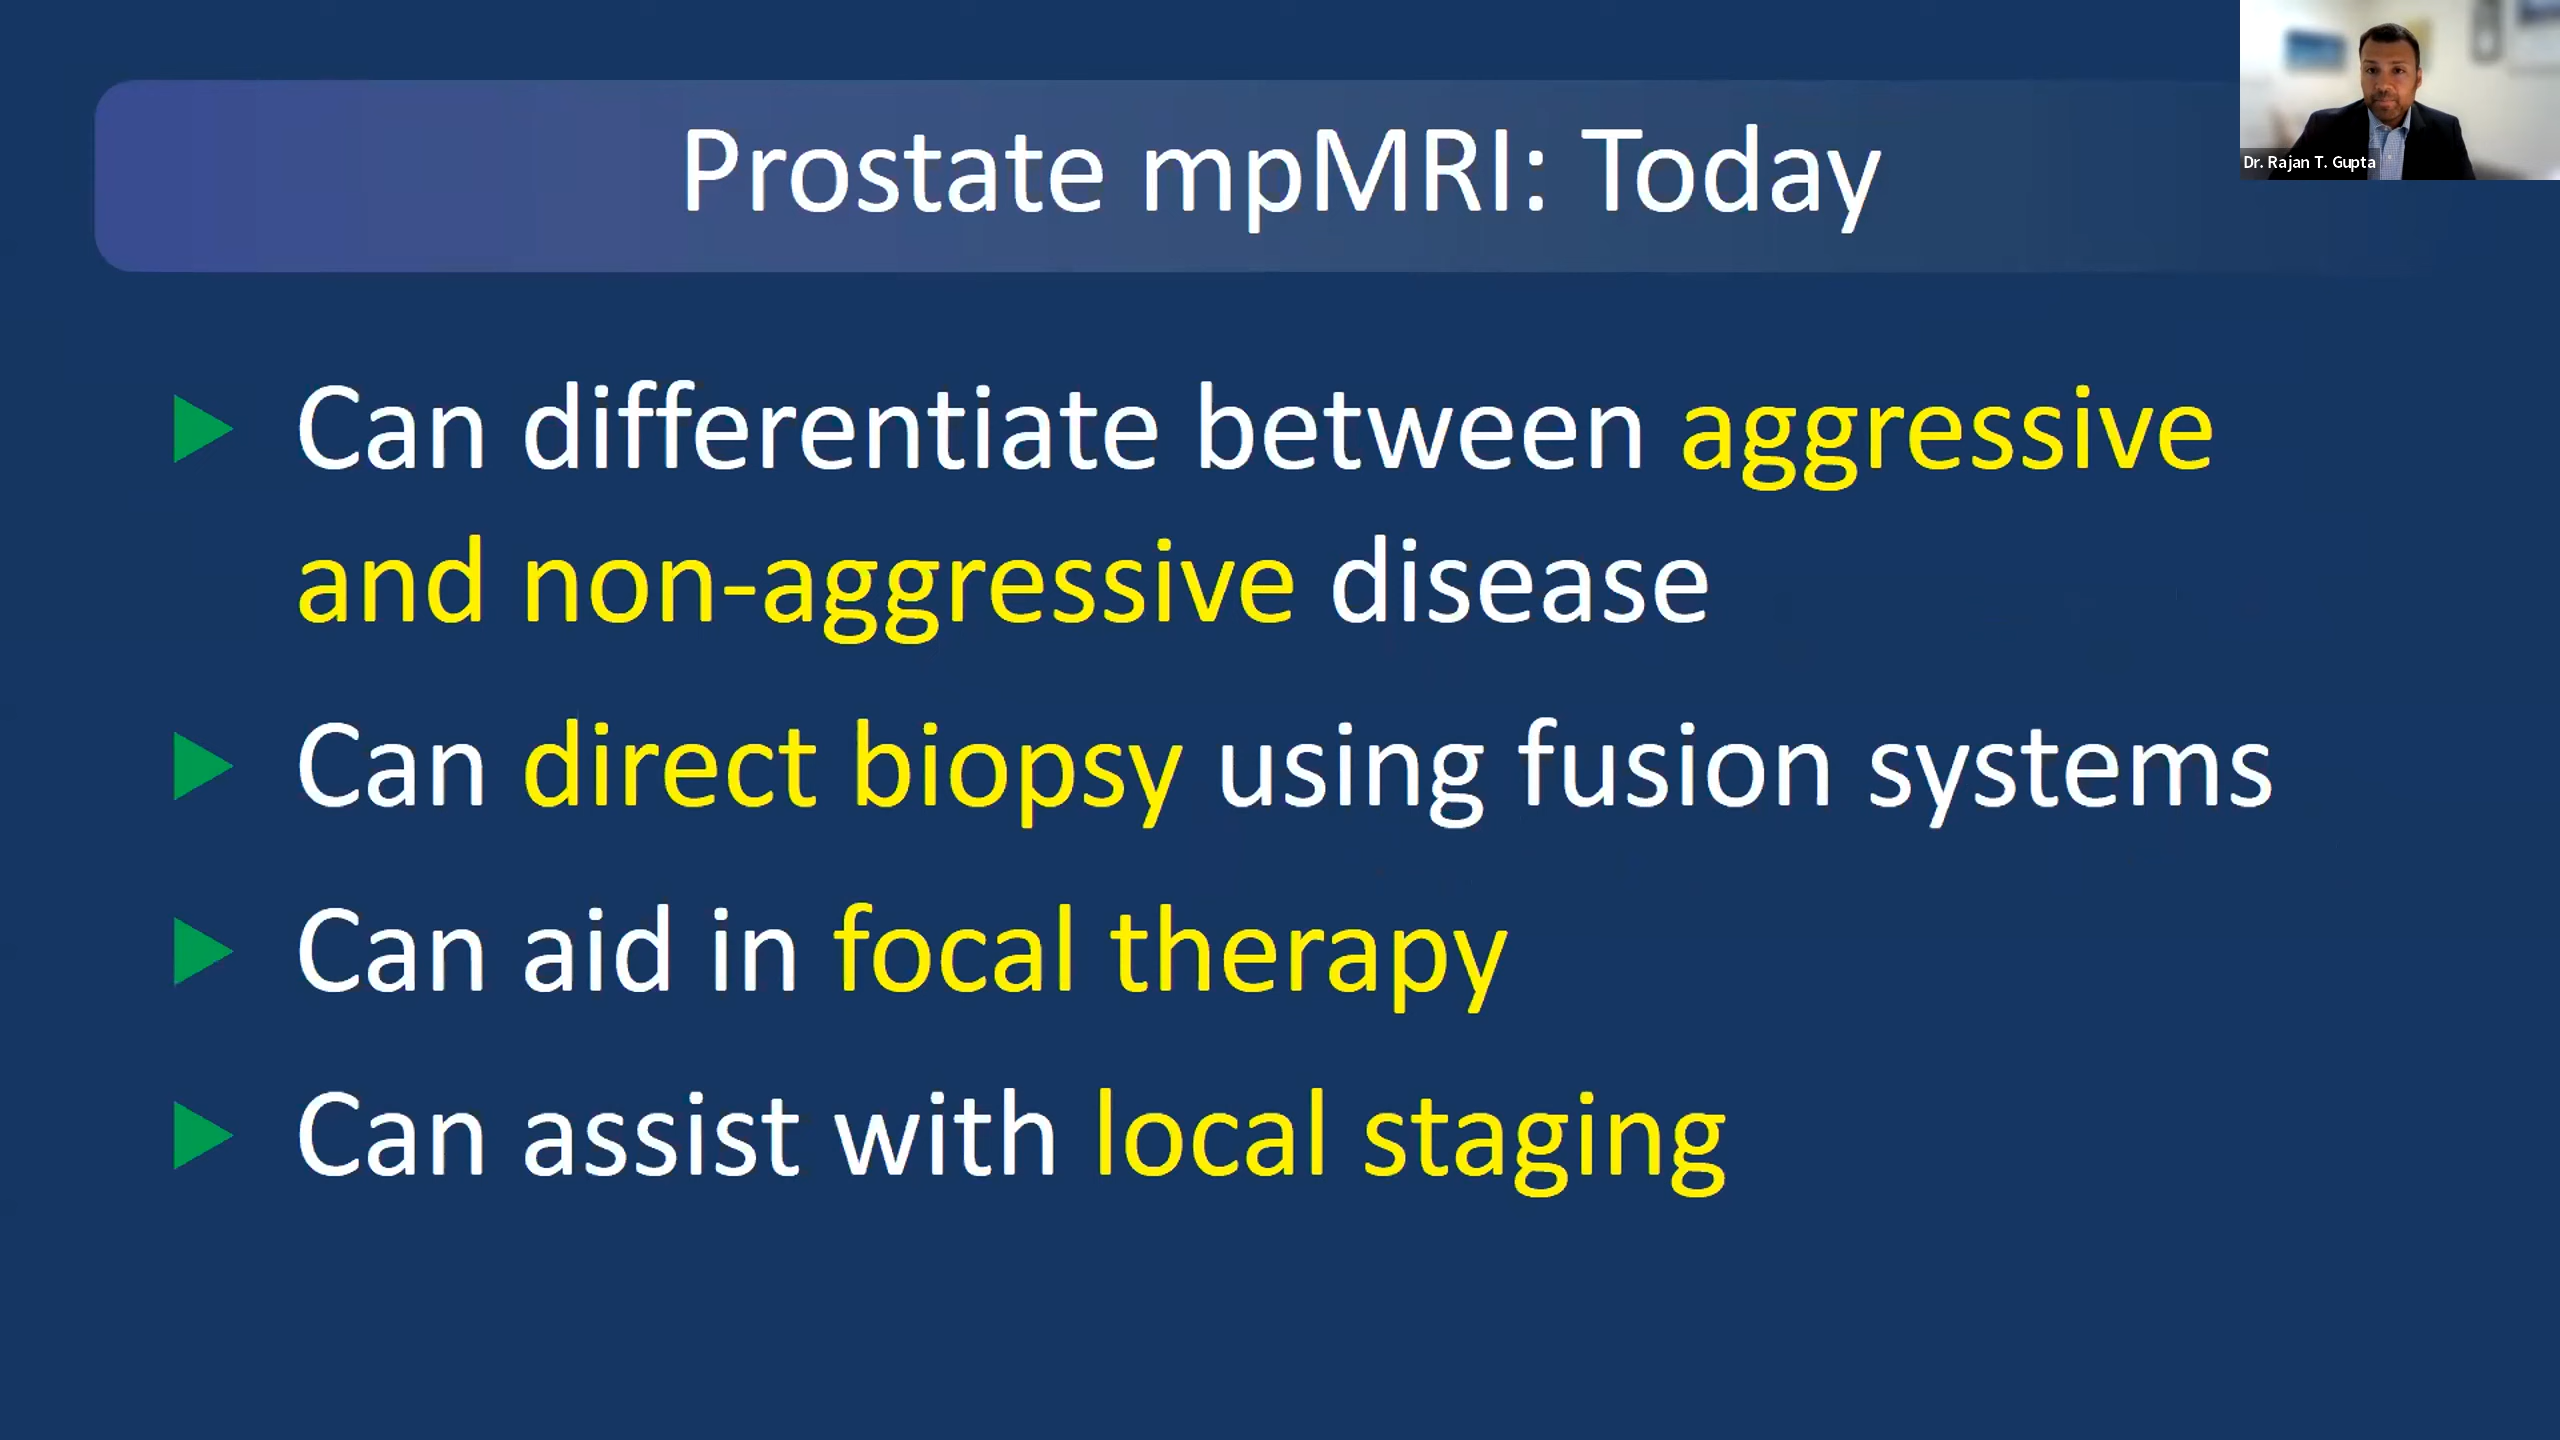 Prostate mpMRI: Today
Dr. Rajan T. Gupta
Can differentiate between aggressive
and non-aggressive disease
Can direct biopsy using fusion systems
Can aid in focal therapy
Can assist with local staging